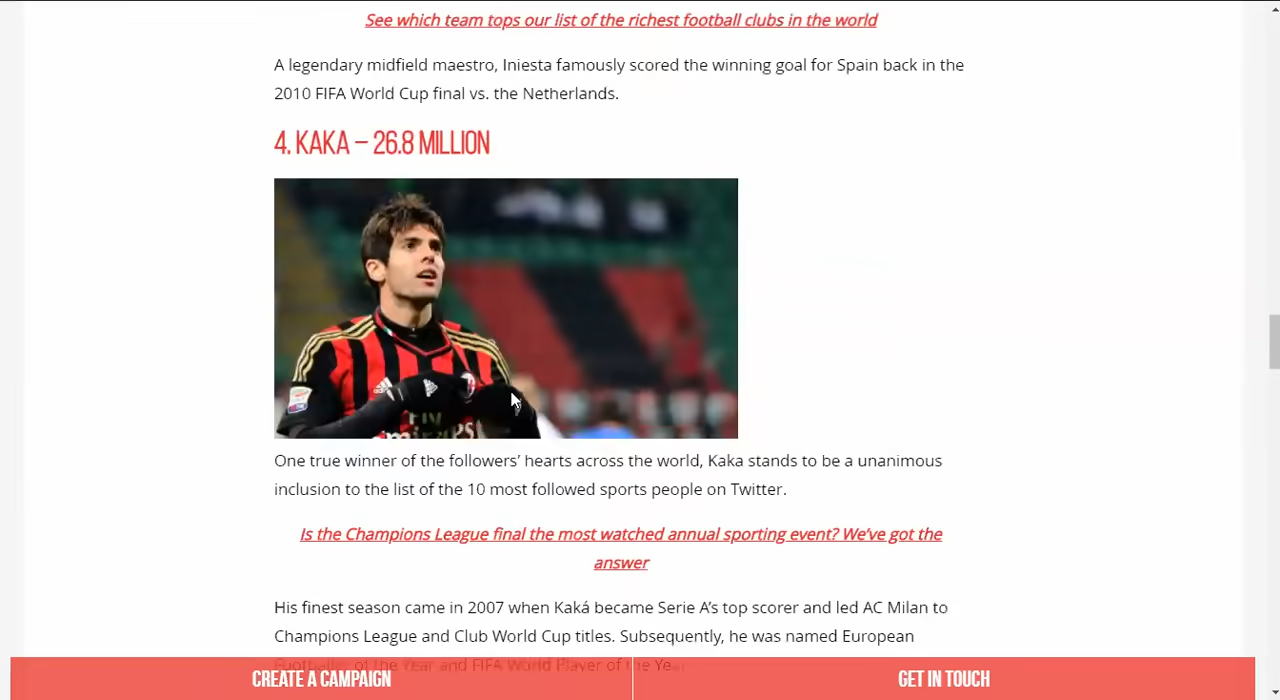 See which team tops our list of the richest football clubs in the world
A legendary midfield maestro, Iniesta famously scored the winning goal for Spain back in the
2010 FIFA World Cup final vs. the Netherlands.
4. KAKA – 26.8 MILLION
Fly
Emirates
One true winner of the followers’ hearts across the world, Kaka stands to be a unanimous
inclusion to the list of the 10 most followed sports people on Twitter.
Is the Champions League final the most watched annual sporting event? We’ve got the
answer
His finest season came in 2007 when Kaká became Serie A’s top scorer and led AC Milan to
Champions League and Club World Cup titles. Subsequently, he was named European
Footballer of the Year and FIFA World Player of the Year
CREATE A CAMPAIGN
GET IN TOUCH